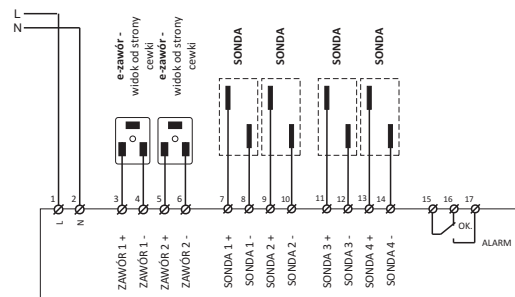 L
N
e-zawór -
widok od strony
cewki
e-zawór -
widok od strony
cewki
SONDA
SONDA
SONDA
SONDA
1
2
3
4
5
6
7
8
9
10
11
12
13
14
15
16
17
L
N
ZAWÓR 1 +
ZAWÓR 1 -
ZAWÓR 2 +
ZAWÓR 2 -
SONDA 1 +
SONDA 1 -
SONDA 2 +
SONDA 2 -
SONDA 3 +
SONDA 3 -
SONDA 4 +
SONDA 4 -
OK.
ALARM